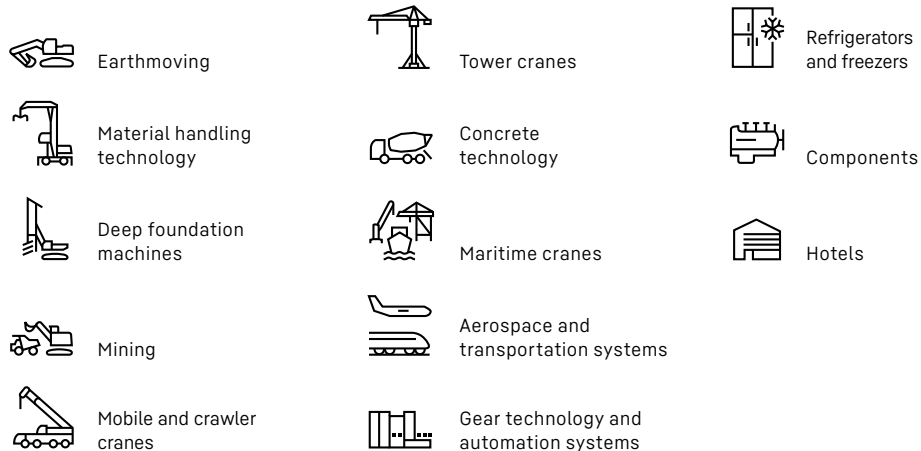 Earthmoving
Material handling
technology
Deep foundation
machines
Mining
Mobile and crawler
cranes
Tower cranes
Concrete
technology
Maritime cranes
Aerospace and
transportation systems
Gear technology and
automation systems
Refrigerators
and freezers
Components
Hotels